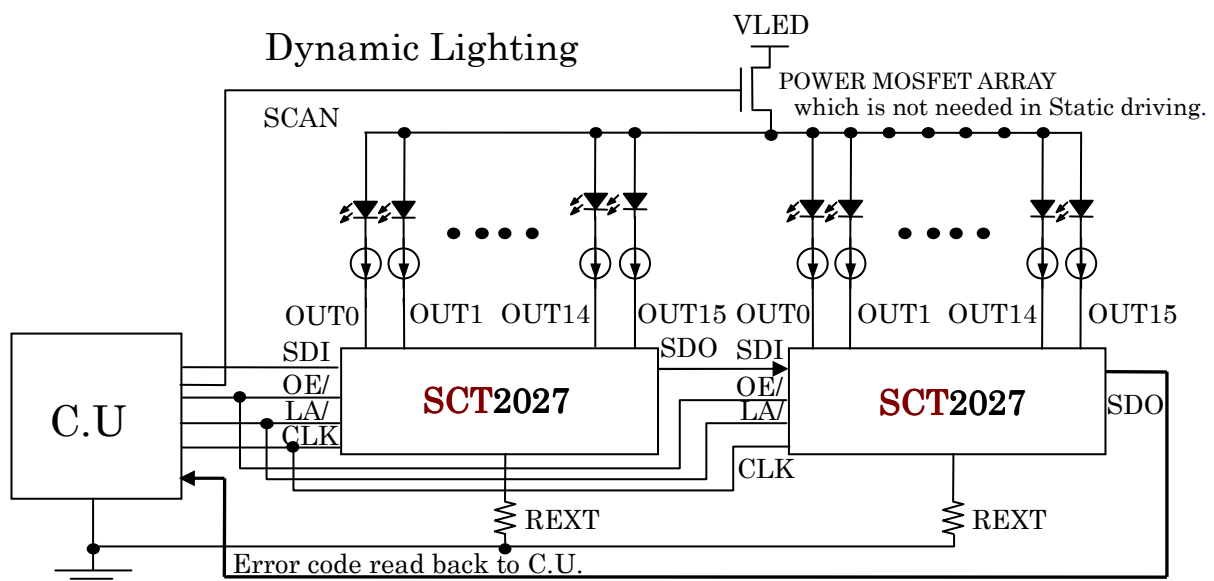 VLED
Dynamic Lighting
POWER MOSFET ARRAY
which is not needed in Static driving.
SCAN
OUT0 OUT1 OUT14 OUT15 OUT0 OUT1 OUT14 OUT15
SDI SDO SDI
OE/ OE/
LA/ SCT2027 LA/ SCT2027 SDO
C.U
CLK
CLK
REXT REXT
Error code read back to C.U.